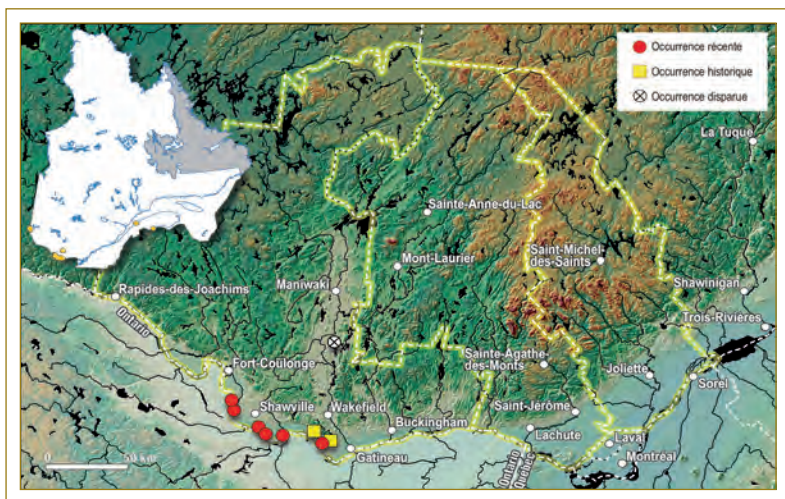 Occurrence récente
Occurrence historique
Occurrence disparue
La Tuque
Sainte-Anne-du-Lac
Saint-Michel-
des-Saints
Mont-Laurier
Maniwaki
Rapides-des-Joachims
Shawinigan
Trois-Rivières
Ontario
Fort-Coulonge
Sainte-Agathe-
des-Monts
Joliette
Sorel
Shawville
Wakefield
Saint-Jérôme
Buckingham
Lachute
Laval
Gatineau
Montréal
Ontario
Québec
0 50 km